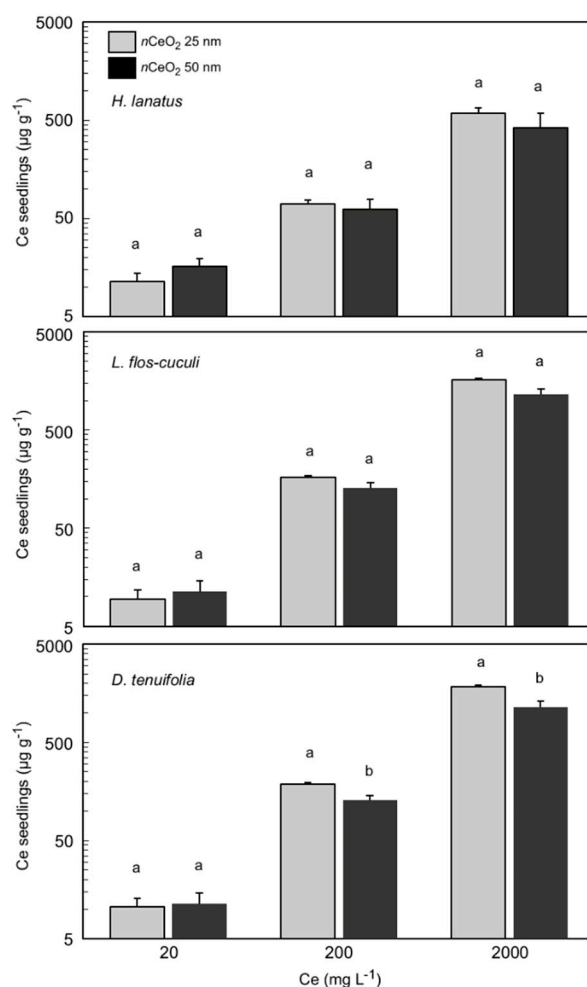 5000
nCeO₂ 25 nm
nCeO₂ 50 nm
H. lanatus
a a
500
a a
50
a a
5
Ce seedlings (µg g⁻¹)
5000
L. flos-cuculi
a a
500
a a
50
a a
5
Ce seedlings (µg g⁻¹)
5000
D. tenuifolia
a b
500
a b
50
a a
5
Ce seedlings (µg g⁻¹)
20 200 2000
Ce (mg L⁻¹)